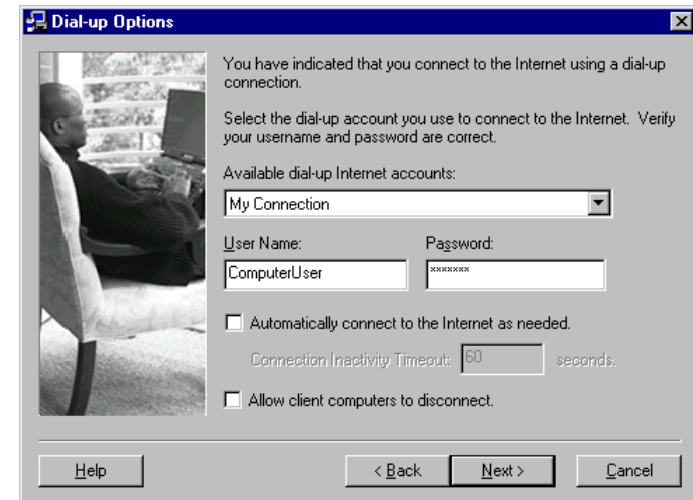 Dial-up Options
You have indicated that you connect to the Internet using a dial-up
connection.
Select the dial-up account you use to connect to the Internet. Verify
your username and password are correct.
Available dial-up Internet accounts:
My Connection
User Name: Password:
ComputerUser *******
Automatically connect to the Internet as needed.
Connection Inactivity Timeout: 60 seconds.
Allow client computers to disconnect.
Help < Back Next > Cancel